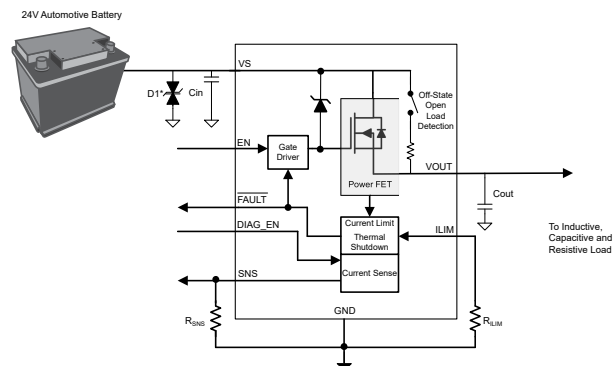 24V Automotive Battery
VS
D1*
Cin
Off-State
Open
Load
Detection
EN
Gate
Driver
Power FET
VOUT
Cout
FAULT
DIAG_EN
Current Limit
Thermal
Shutdown
ILIM
SNS
Current Sense
To Inductive,
Capacitive and
Resistive Load
GND
RSNS
RILIM